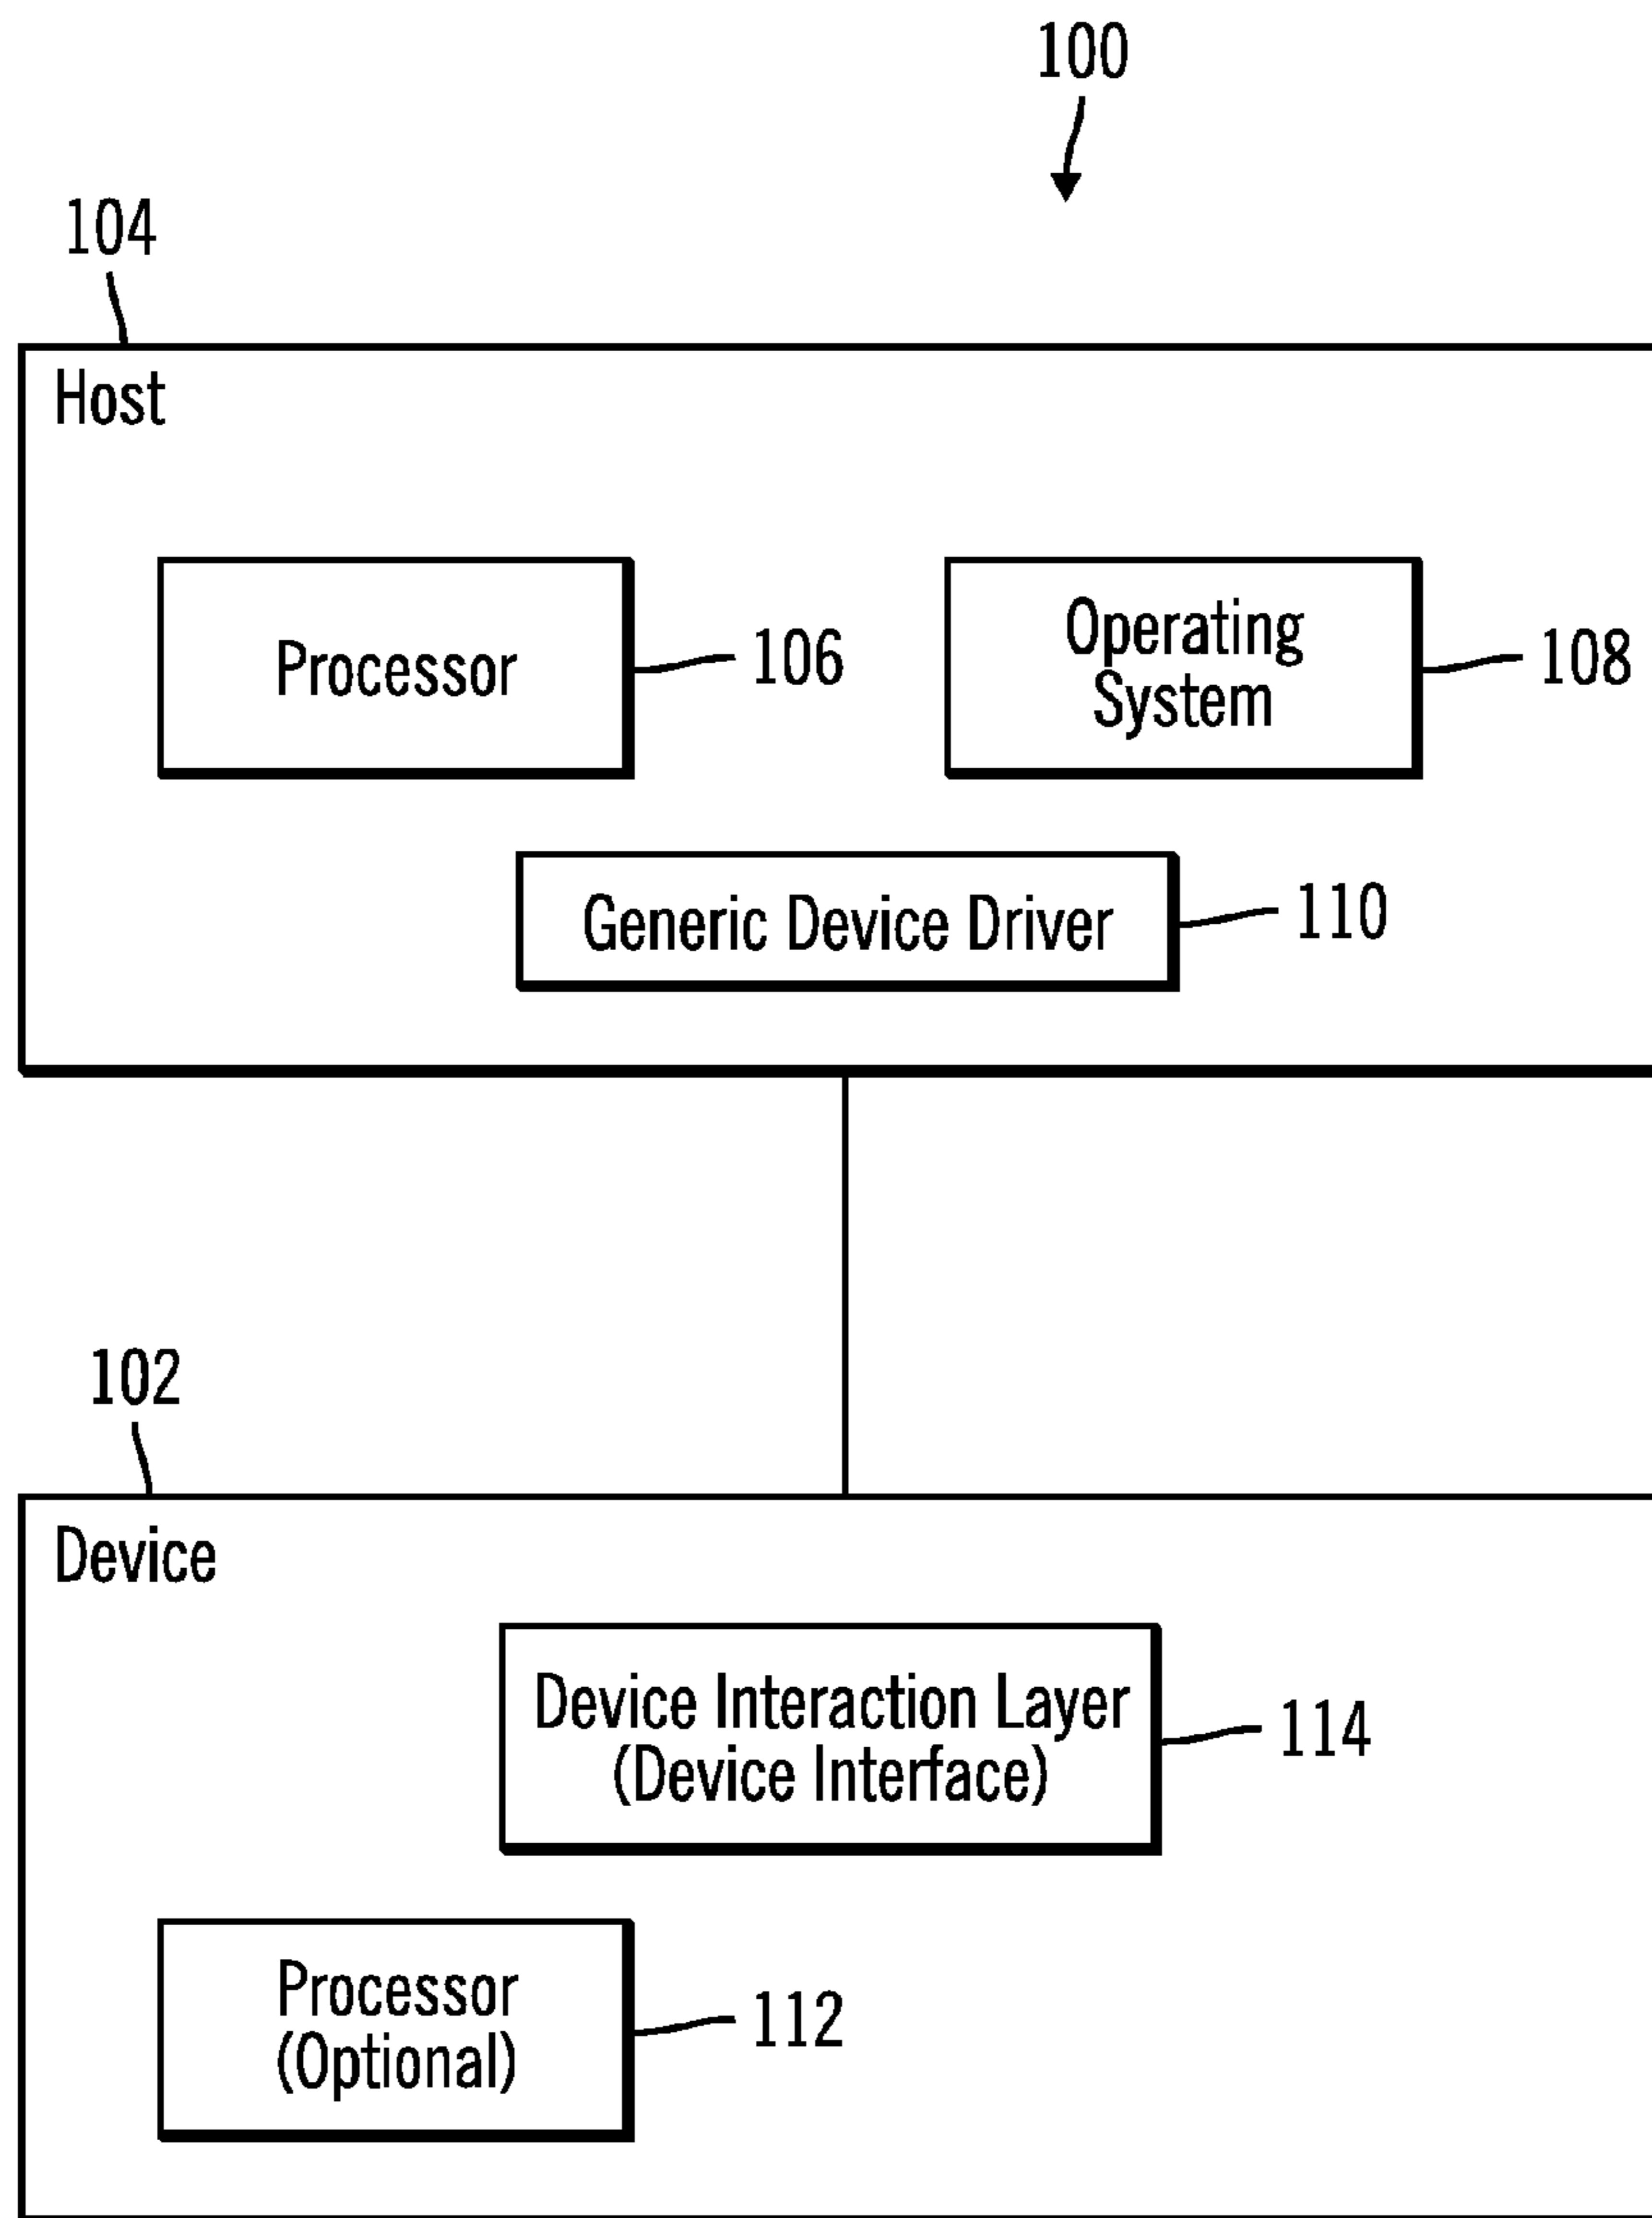 100
104
Host
Processor
106
Operating
System
108
Generic Device Driver
110
102
Device
Device Interaction Layer
(Device Interface)
114
Processor
(Optional)
112